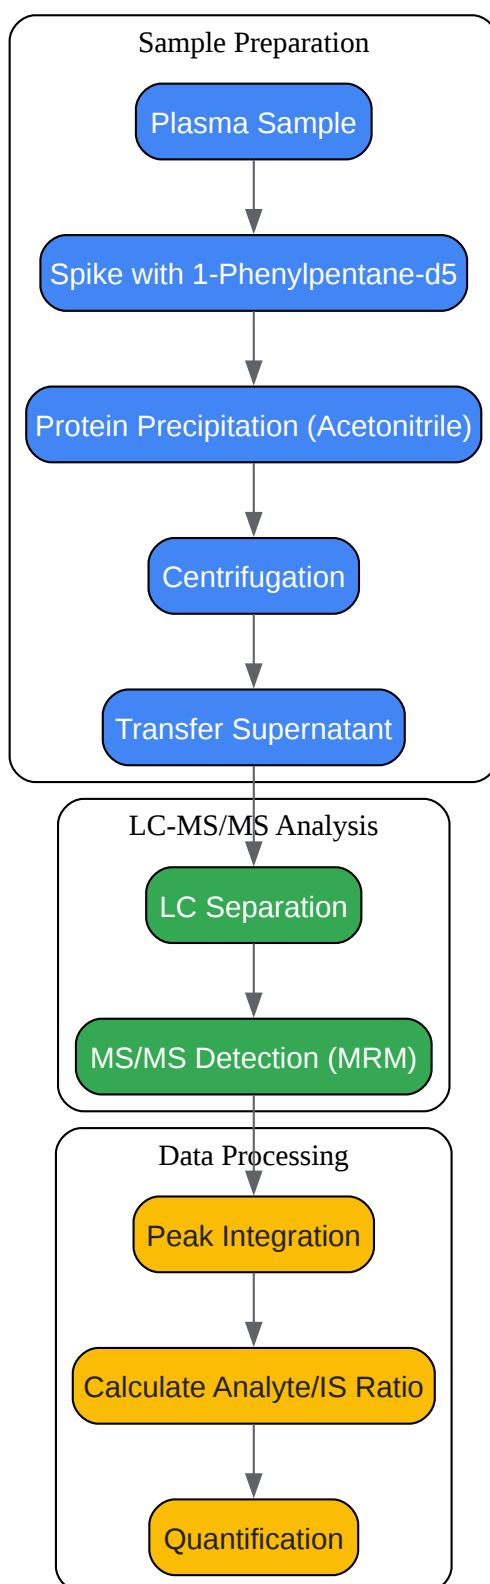 Sample Preparation
Plasma Sample
Spike with 1-Phenylpentane-d5
Protein Precipitation (Acetonitrile)
Centrifugation
Transfer Supernatant
LC-MS/MS Analysis
LC Separation
MS/MS Detection (MRM)
Data Processing
Peak Integration
Calculate Analyte/IS Ratio
Quantification